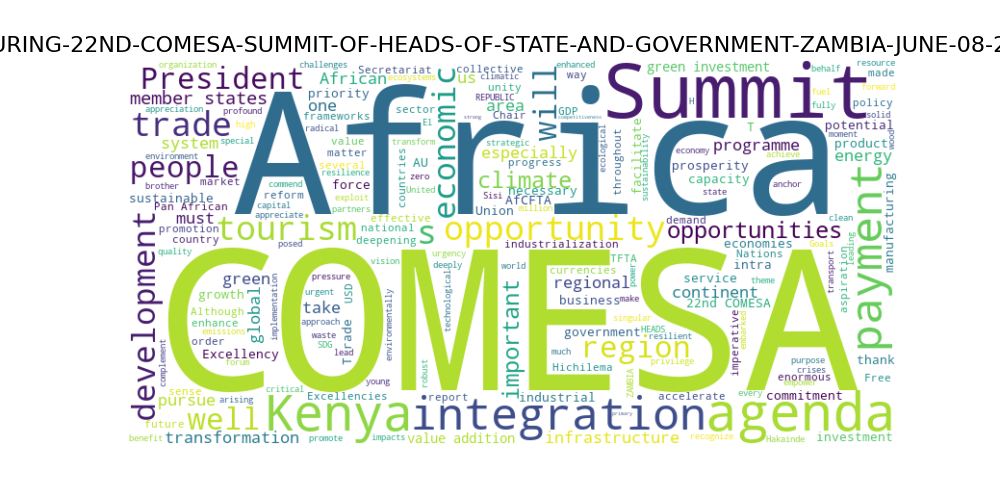 URING-22ND-COMESA-SUMMIT-OF-HEADS-OF-STATE-AND-GOVERNMENT-ZAMBIA-JUNE-08-2
organization
challenges
Secretariat
collective
enhanced
resource
President
African
ecosystems
economic
us
climatic
way
will
Summit
green investment
behalf
made
member states
priority
unity
REPUBLIC
GDP
H
fuel
forward
appreciation
profound
one
sector
area
Chair
competitiveness
fully
policy
trade
Africa
frameworks
E1
strong
T
solid
potential
system
high
radical
transform
strategic
economy
moment
wood
products
special
value
especially
ecological
throughout
facilitate
sustainability
programme
achieve
energy
people
environment
matter
countries
AU
progress
prosperity
several
resilience
climate
zero
United
necessary
capacity
anchor
sustainable
brother
market
commend
force
exploit
Sisi
AfCFTA
state
manufacturing
Pan African
reform
capital
partners
Union
million
must
promotion
appreciate
effective
demand
clean
development
country
tourism
national
deepening
s
opportunity
opportunities
Goals
leading
payment
quality
posed
vision
urgency
industrialization
economies
Nations
intra
transport
COMESA
deeply
world
TFTA
powers
currencies
green
pressure
regional
service
theme
continent
aspiration
growth
global
implementation
urgent
take
USD
Trade
environmentally
technological
important
business
make
22nd COMESA
Although
enhance
emissions
approach
singular
imperative
embarked
order
waste
SDG
government
HEADS
resilient
complement
Excellency
forum
lead
much
region
privilege
purpose
crises
thank
young
robust
Hichilema
ZAMBIA
enormous
empower
Free
sense
pursue
arising
critical
Excellencies
report
industrial
accelerate
every
commitment
future
well
Kenya
integration
primary
agenda
benefit
transformation
promote
impacts
value addition
infrastructure
recognize
Hakainde
investment